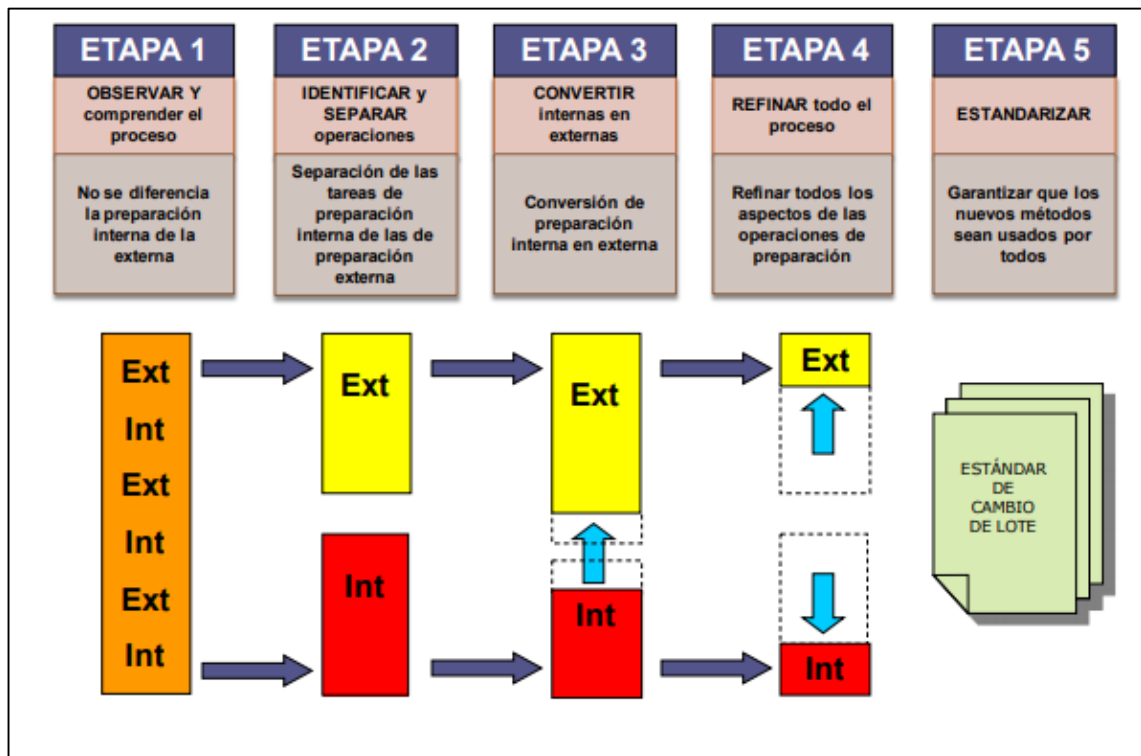 ETAPA 1
OBSERVAR Y
comprender el
proceso
No se diferencia
la preparación
interna de la
externa
ETAPA 2
IDENTIFICAR y
SEPARAR
operaciones
Separación de las
tareas de
preparación
interna de las de
preparación
externa
ETAPA 3
CONVERTIR
internas en
externas
Conversión de
preparación
interna en externa
ETAPA 4
REFINAR todo el
proceso
Refinar todos los
aspectos de las
operaciones de
preparación
ETAPA 5
ESTANDARIZAR
Garantizar que los
nuevos métodos
sean usados por
todos
Ext
Int
Ext
Int
Ext
Int
Ext
Int
Ext
Int
Ext
Int
ESTÁNDAR
DE
CAMBIO
DE LOTE